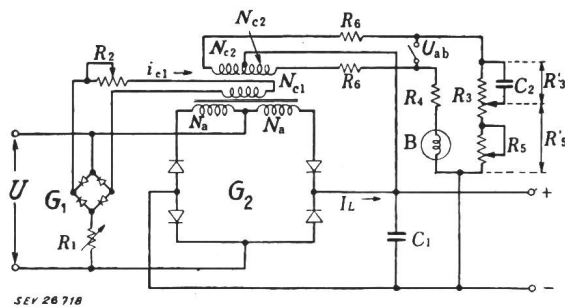 N_c2
R_6
N_c2
U_ab
R_2
i_c1
N_c1
R_6
C_2
R'_3
R_4
R_3
N_a
N_a
B
R_5
R'_5
U
G_1
G_2
I_L
+
R_1
C_1
−
SEV 26718